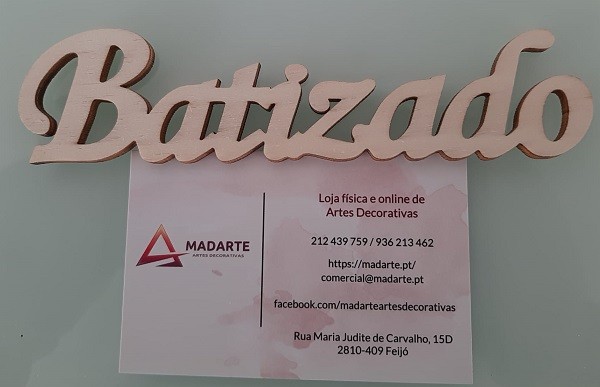 Batizado
MADARTE
ARTES DECORATIVAS
Loja física e online de
Artes Decorativas
212 439 759 / 936 213 462
https://madarte.pt/
comercial@madarte.pt
facebook.com/madarteartesdecorativas
Rua Maria Judite de Carvalho, 15D
2810-409 Feijó